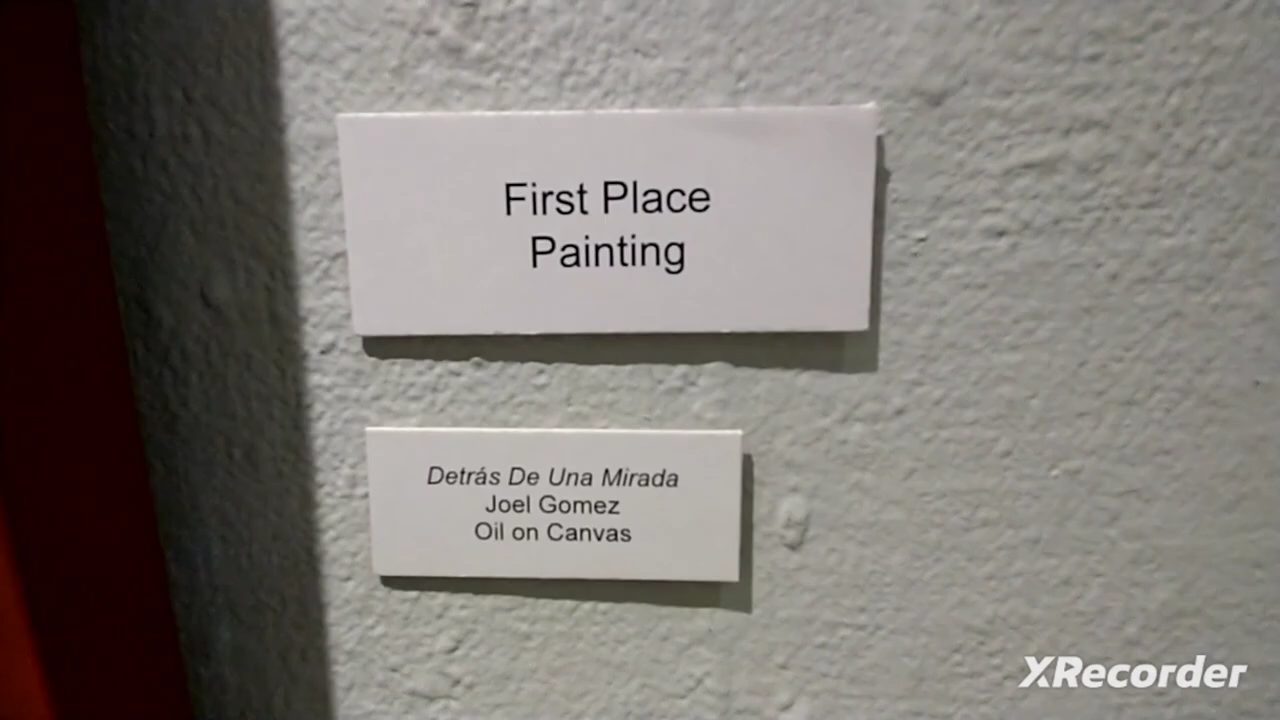 First Place
Painting
Detrás De Una Mirada
Joel Gomez
Oil on Canvas
XRecorder